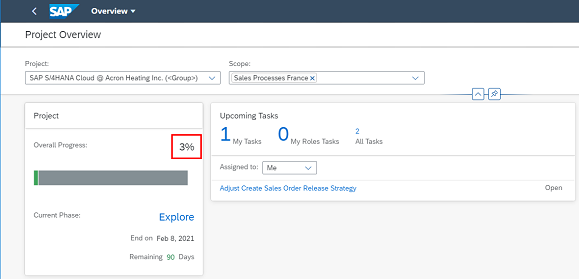 SAP Overview
Project Overview
Project: Scope:
SAP S/4HANA Cloud @ Acron Heating Inc. (<Group>) Sales Processes France
Project
Overall Progress: 3%
Current Phase: Explore
End on Feb 8, 2021
Remaining 90 Days
Upcoming Tasks
1 My Tasks 0 My Roles Tasks 2 All Tasks
Assigned to: Me
Adjust Create Sales Order Release Strategy Open